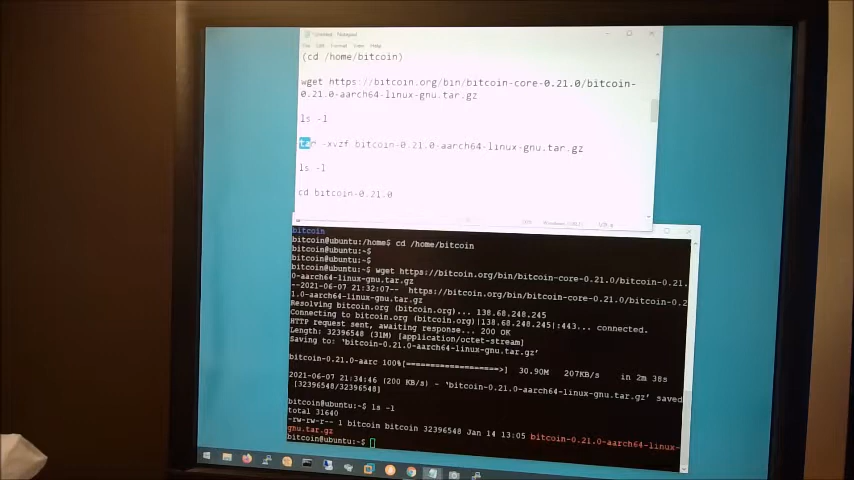 Untitled - Notepad
File Edit Format View Help
(cd /home/bitcoin)
wget https://bitcoin.org/bin/bitcoin-core-0.21.0/bitcoin-
0.21.0-aarch64-linux-gnu.tar.gz
ls -l
tar -xvzf bitcoin-0.21.0-aarch64-linux-gnu.tar.gz
ls -l
cd bitcoin-0.21.0
bitcoin
bitcoin@ubuntu:/home$ cd /home/bitcoin
bitcoin@ubuntu:~$
bitcoin@ubuntu:~$
bitcoin@ubuntu:~$ wget https://bitcoin.org/bin/bitcoin-core-0.21.0/bitcoin-0.21.
0-aarch64-linux-gnu.tar.gz
--2021-06-07 21:32:07-- https://bitcoin.org/bin/bitcoin-core-0.21.0/bitcoin-0.2
1.0-aarch64-linux-gnu.tar.gz
Resolving bitcoin.org (bitcoin.org)... 138.68.248.245
Connecting to bitcoin.org (bitcoin.org)|138.68.248.245|:443... connected.
HTTP request sent, awaiting response... 200 OK
Length: 32396548 (31M) [application/octet-stream]
Saving to: 'bitcoin-0.21.0-aarch64-linux-gnu.tar.gz'
bitcoin-0.21.0-aarc 100%[===================>] 30.90M 207KB/s in 2m 38s
2021-06-07 21:34:46 (200 KB/s) - 'bitcoin-0.21.0-aarch64-linux-gnu.tar.gz' saved
[32396548/32396548]
bitcoin@ubuntu:~$ ls -l
total 31640
-rw-rw-r-- 1 bitcoin bitcoin 32396548 Jan 14 13:05 bitcoin-0.21.0-aarch64-linux-
gnu.tar.gz
bitcoin@ubuntu:~$